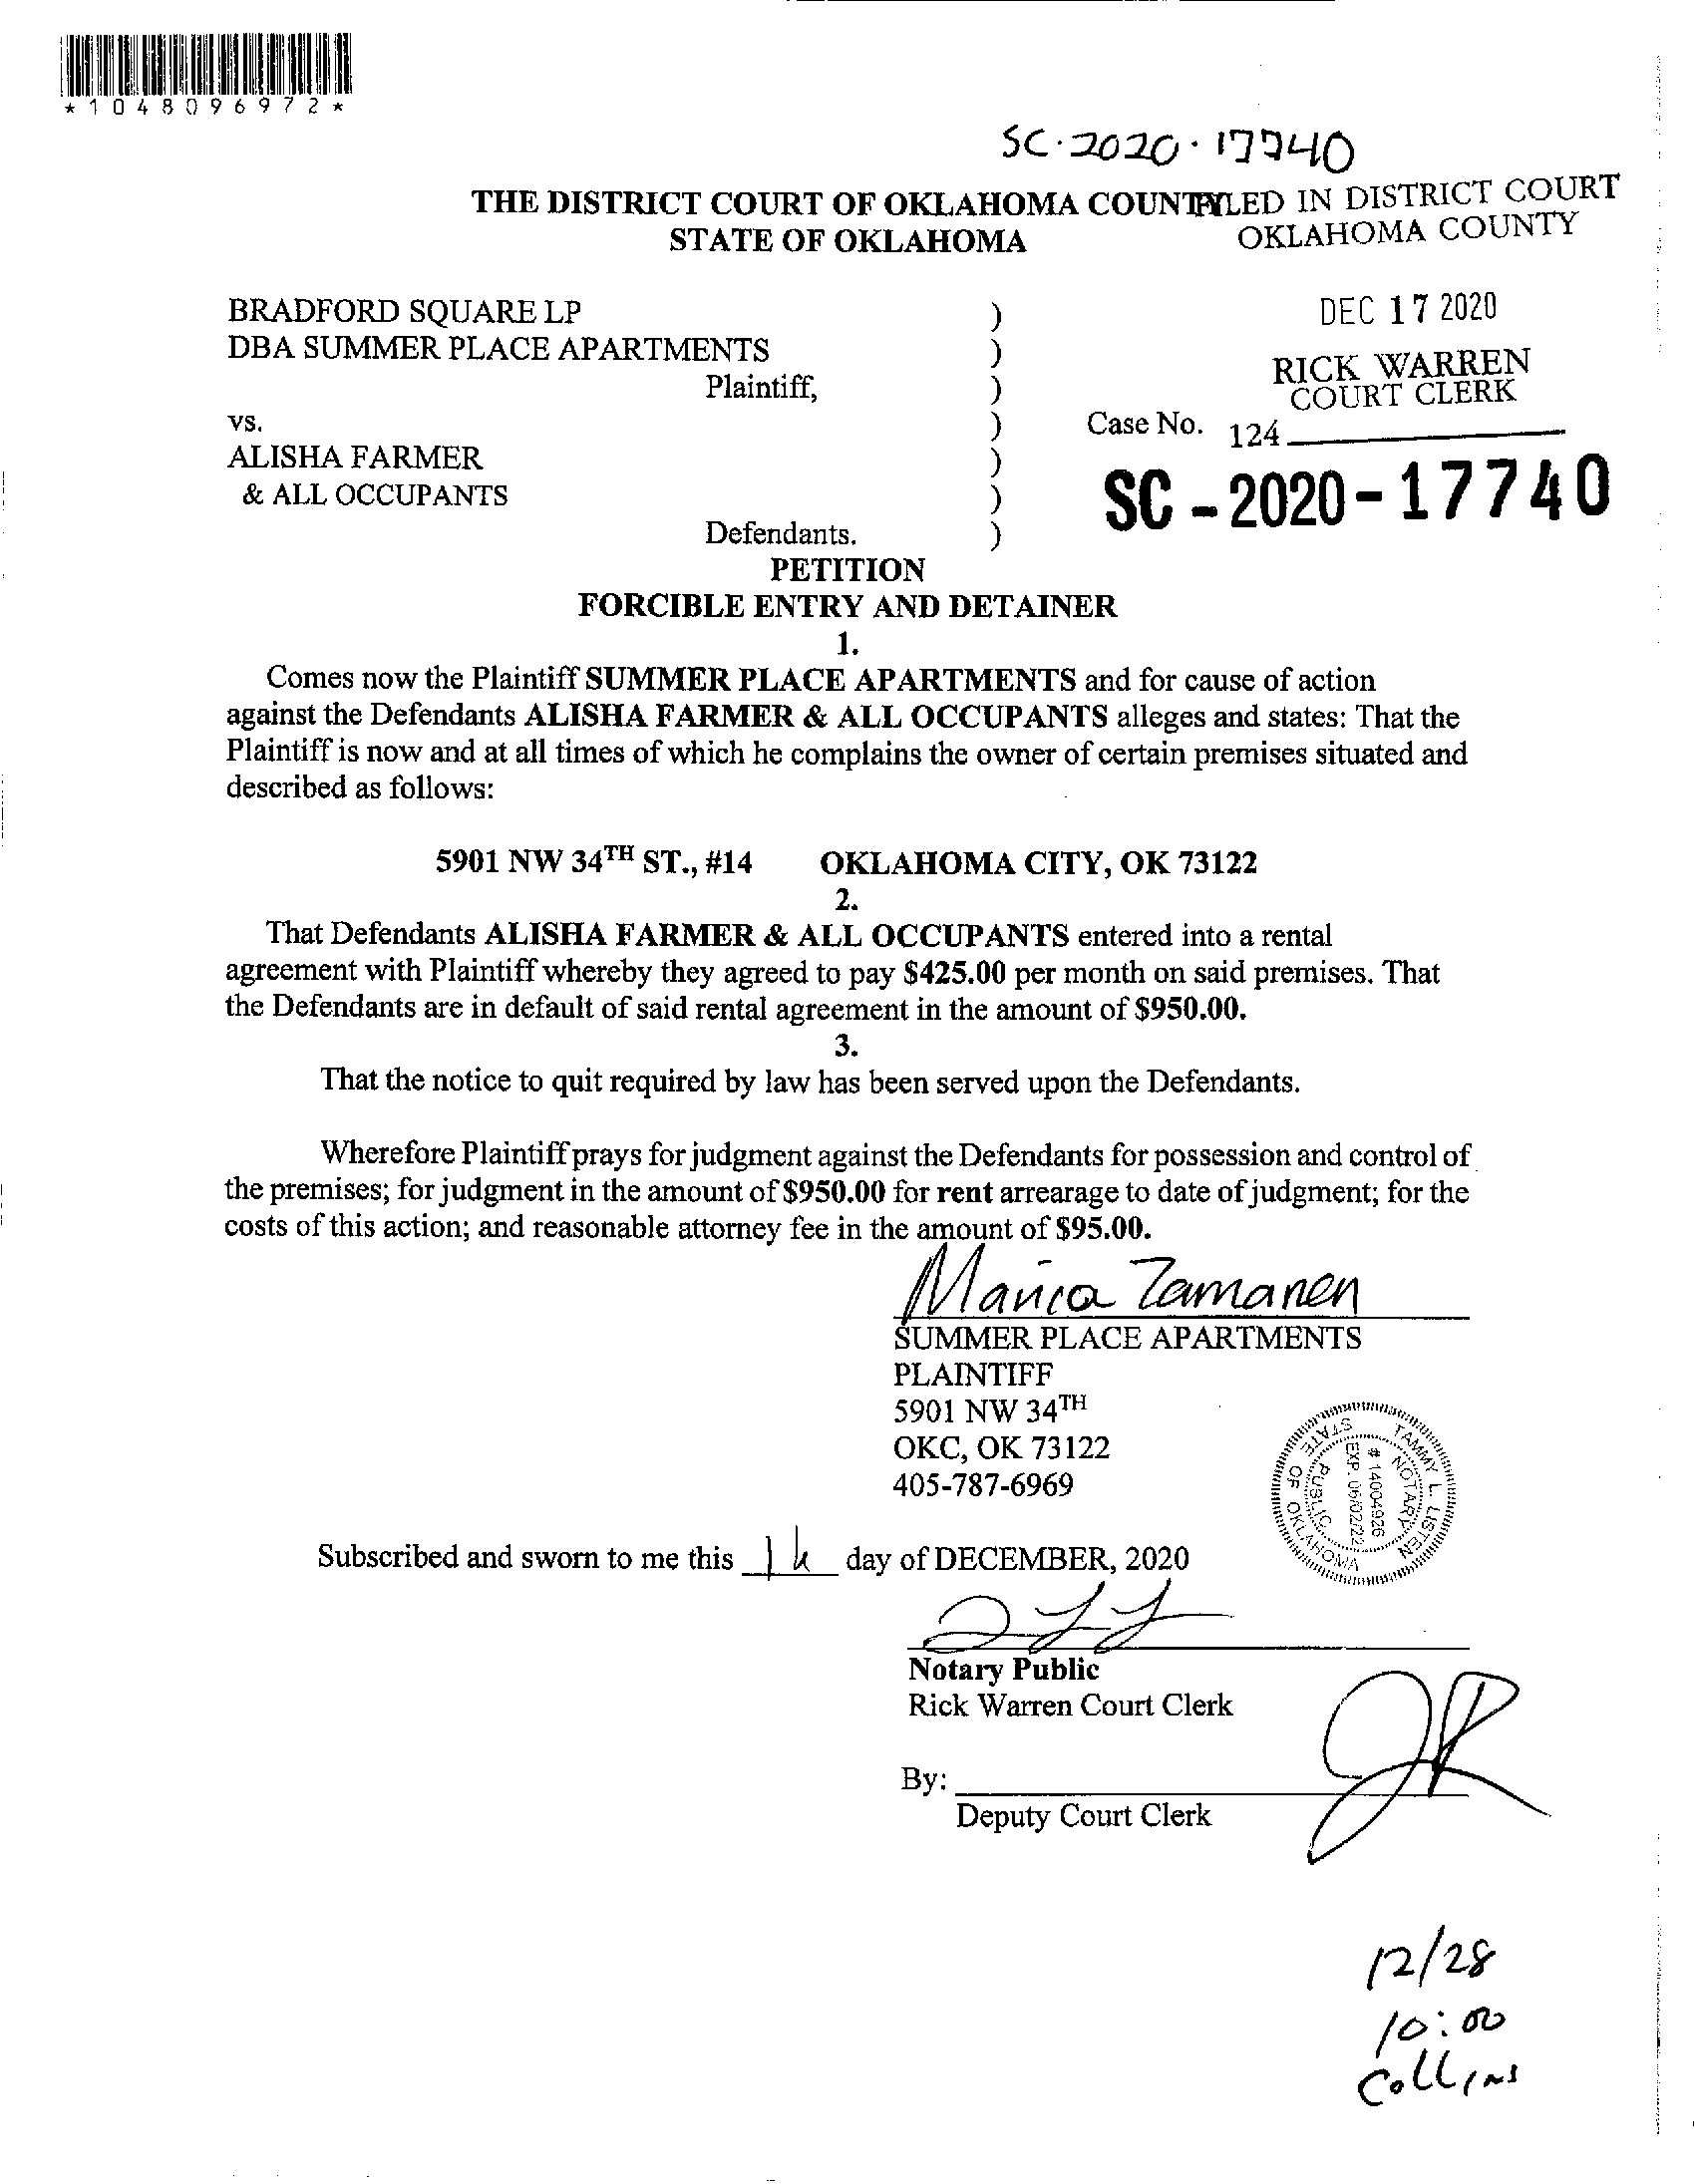 *1048096972*
SC·2020·17740
THE DISTRICT COURT OF OKLAHOMA COUNTY
STATE OF OKLAHOMA
FILED IN DISTRICT COURT
OKLAHOMA COUNTY
DEC 17 2020
RICK WARREN
COURT CLERK
124
BRADFORD SQUARE LP )
DBA SUMMER PLACE APARTMENTS )
Plaintiff, )
vs. ) Case No.
ALISHA FARMER )
& ALL OCCUPANTS ) SC-2020-17740
Defendants. )
PETITION
FORCIBLE ENTRY AND DETAINER
1.
Comes now the Plaintiff SUMMER PLACE APARTMENTS and for cause of action
against the Defendants ALISHA FARMER & ALL OCCUPANTS alleges and states: That the
Plaintiff is now and at all times of which he complains the owner of certain premises situated and
described as follows:
5901 NW 34TH ST., #14 OKLAHOMA CITY, OK 73122
2.
That Defendants ALISHA FARMER & ALL OCCUPANTS entered into a rental
agreement with Plaintiff whereby they agreed to pay $425.00 per month on said premises. That
the Defendants are in default of said rental agreement in the amount of $950.00.
3.
That the notice to quit required by law has been served upon the Defendants.
Wherefore Plaintiff prays for judgment against the Defendants for possession and control of
the premises; for judgment in the amount of $950.00 for rent arrearage to date of judgment; for the
costs of this action; and reasonable attorney fee in the amount of $95.00.
SUMMER PLACE APARTMENTS
PLAINTIFF
5901 NW 34TH
OKC, OK 73122
405-787-6969
TAMMY L. LISTEN
NOTARY PUBLIC
STATE OF OKLAHOMA
# 14004926
EXP. 06/02/22
Subscribed and sworn to me this day of DECEMBER, 2020
Notary Public
Rick Warren Court Clerk
By:
Deputy Court Clerk
12/28
10:00
Collins